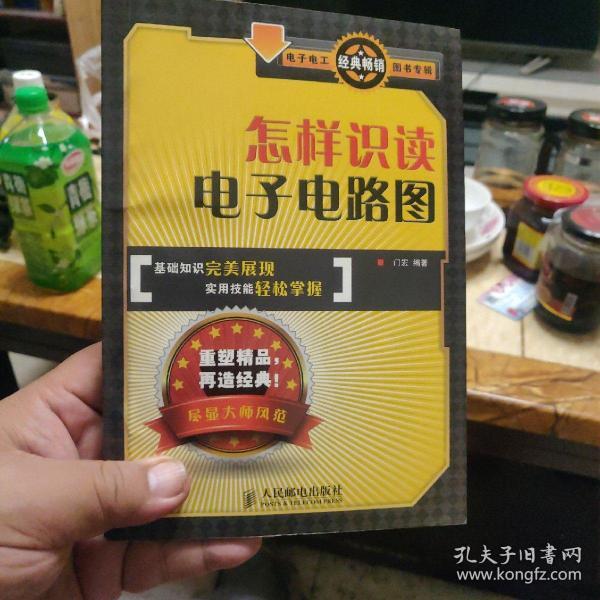 电子电工
经典畅销
图书专辑
怎样识读
电子电路图
门宏 编著
基础知识完美展现
实用技能轻松掌握
重塑精品,
再造经典!
尽显大师风范
人民邮电出版社
POSTS & TELECOM PRESS
孔夫子旧书网
www.kongfz.com